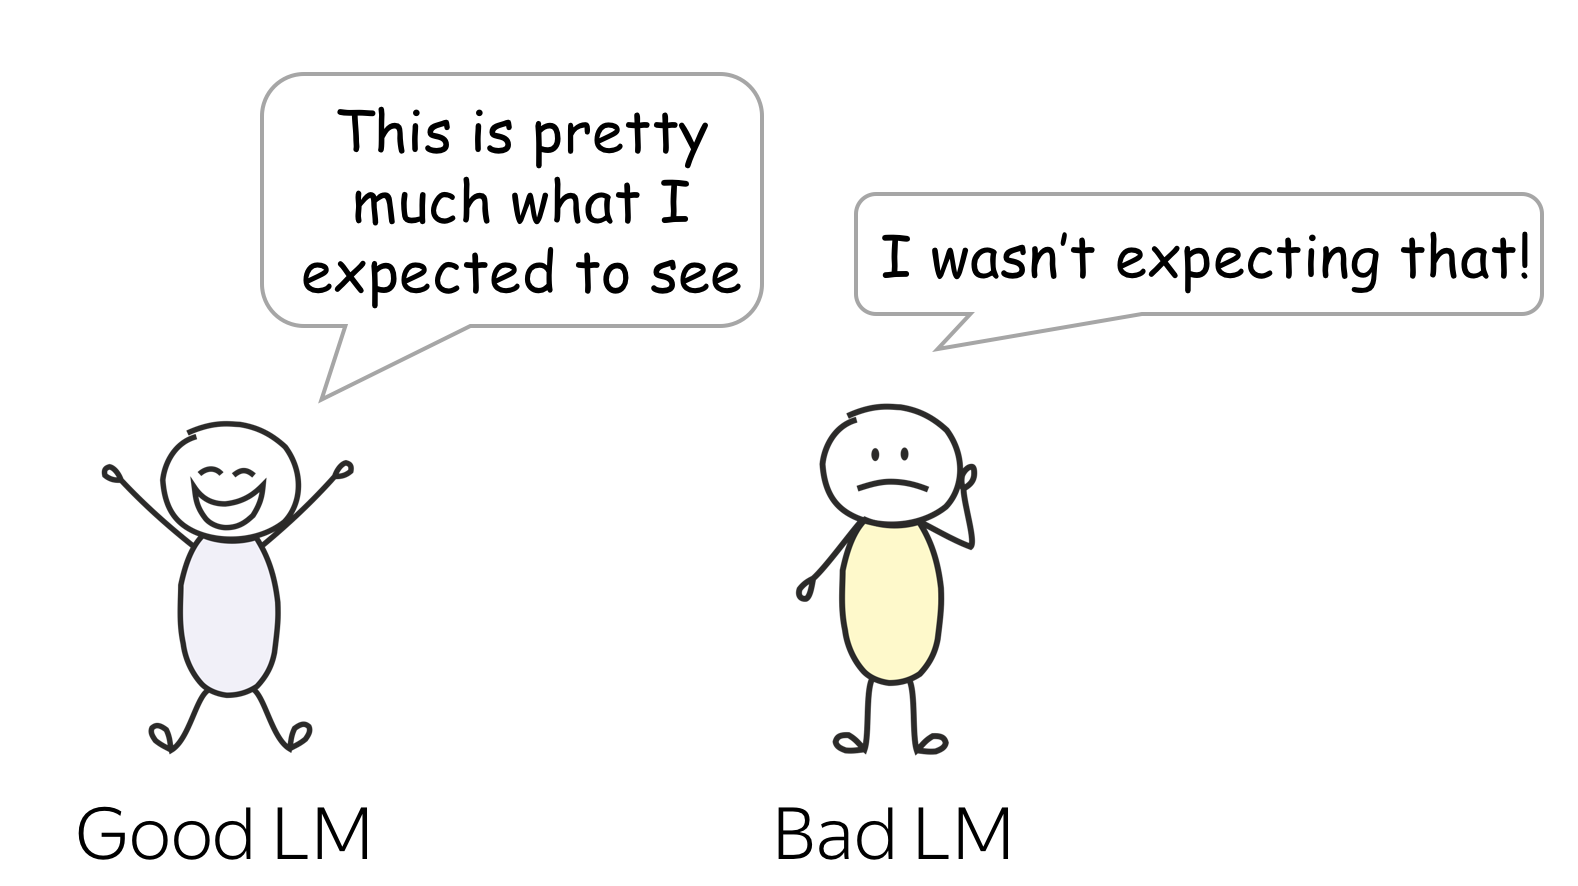 This is pretty
much what I
expected to see
I wasn't expecting that!
Good LM
Bad LM